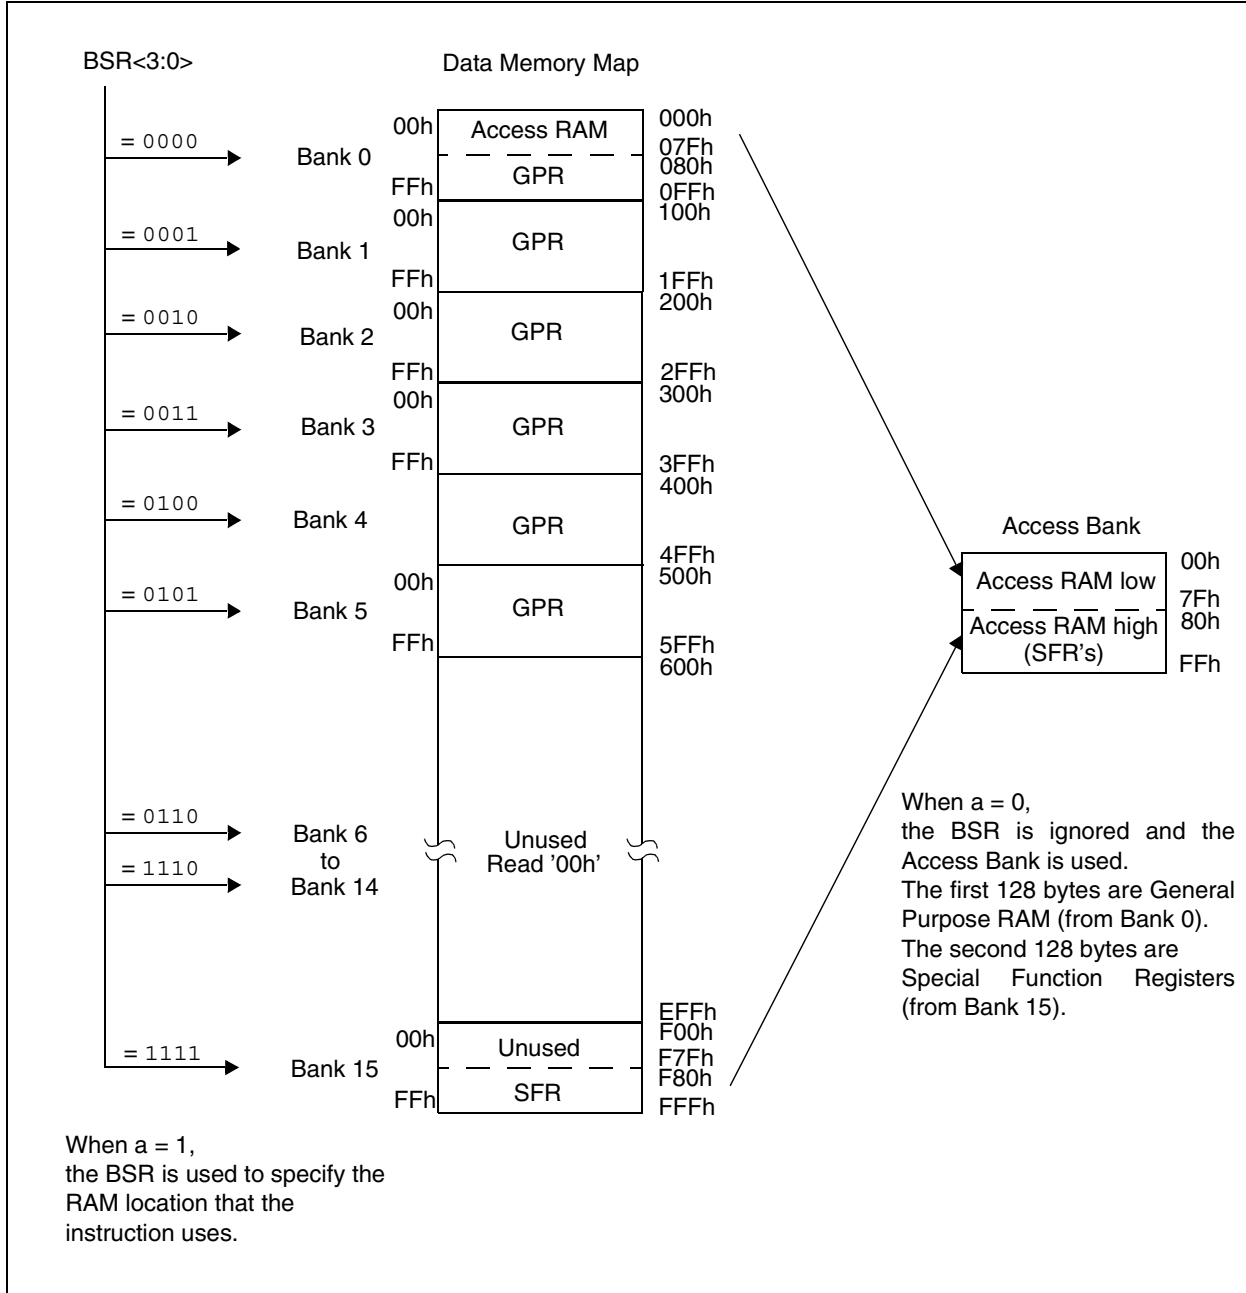 BSR<3:0>
Data Memory Map
= 0000
Bank 0
00h
Access RAM
000h
07Fh
080h
FFh
GPR
0FFh
= 0001
Bank 1
00h
GPR
100h
FFh
1FFh
= 0010
Bank 2
00h
GPR
200h
FFh
2FFh
= 0011
Bank 3
00h
GPR
300h
FFh
3FFh
= 0100
Bank 4
GPR
400h
4FFh
= 0101
Bank 5
00h
GPR
500h
FFh
5FFh
600h
= 0110
Bank 6
to
= 1110
Bank 14
Unused
Read '00h'
EFFh
= 1111
Bank 15
00h
Unused
F00h
F7Fh
F80h
FFh
SFR
FFFh
Access Bank
Access RAM low
00h
7Fh
Access RAM high
(SFR's)
80h
FFh
When a = 0,
the BSR is ignored and the
Access Bank is used.
The first 128 bytes are General
Purpose RAM (from Bank 0).
The second 128 bytes are
Special Function Registers
(from Bank 15).
When a = 1,
the BSR is used to specify the
RAM location that the
instruction uses.